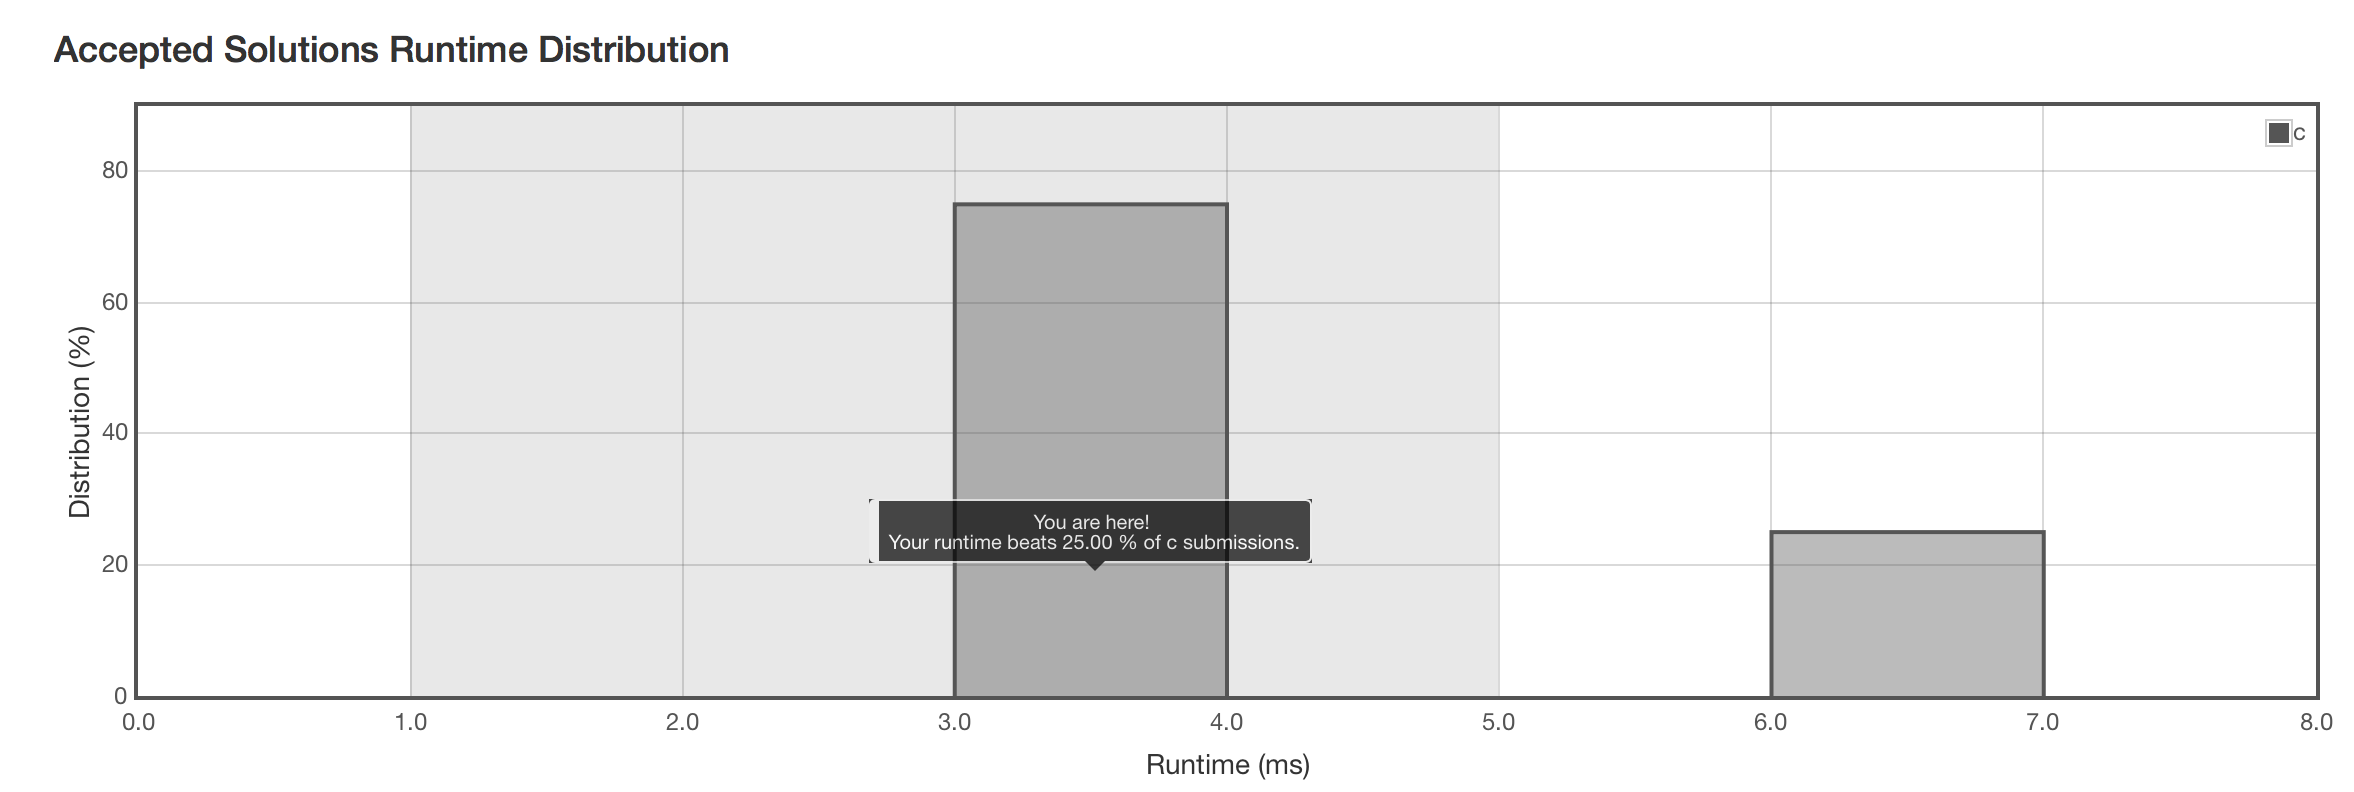 Accepted Solutions Runtime Distribution
c
80
60
40
20
0
Distribution (%)
You are here!
Your runtime beats 25.00 % of c submissions.
0.0 1.0 2.0 3.0 4.0 5.0 6.0 7.0 8.0
Runtime (ms)